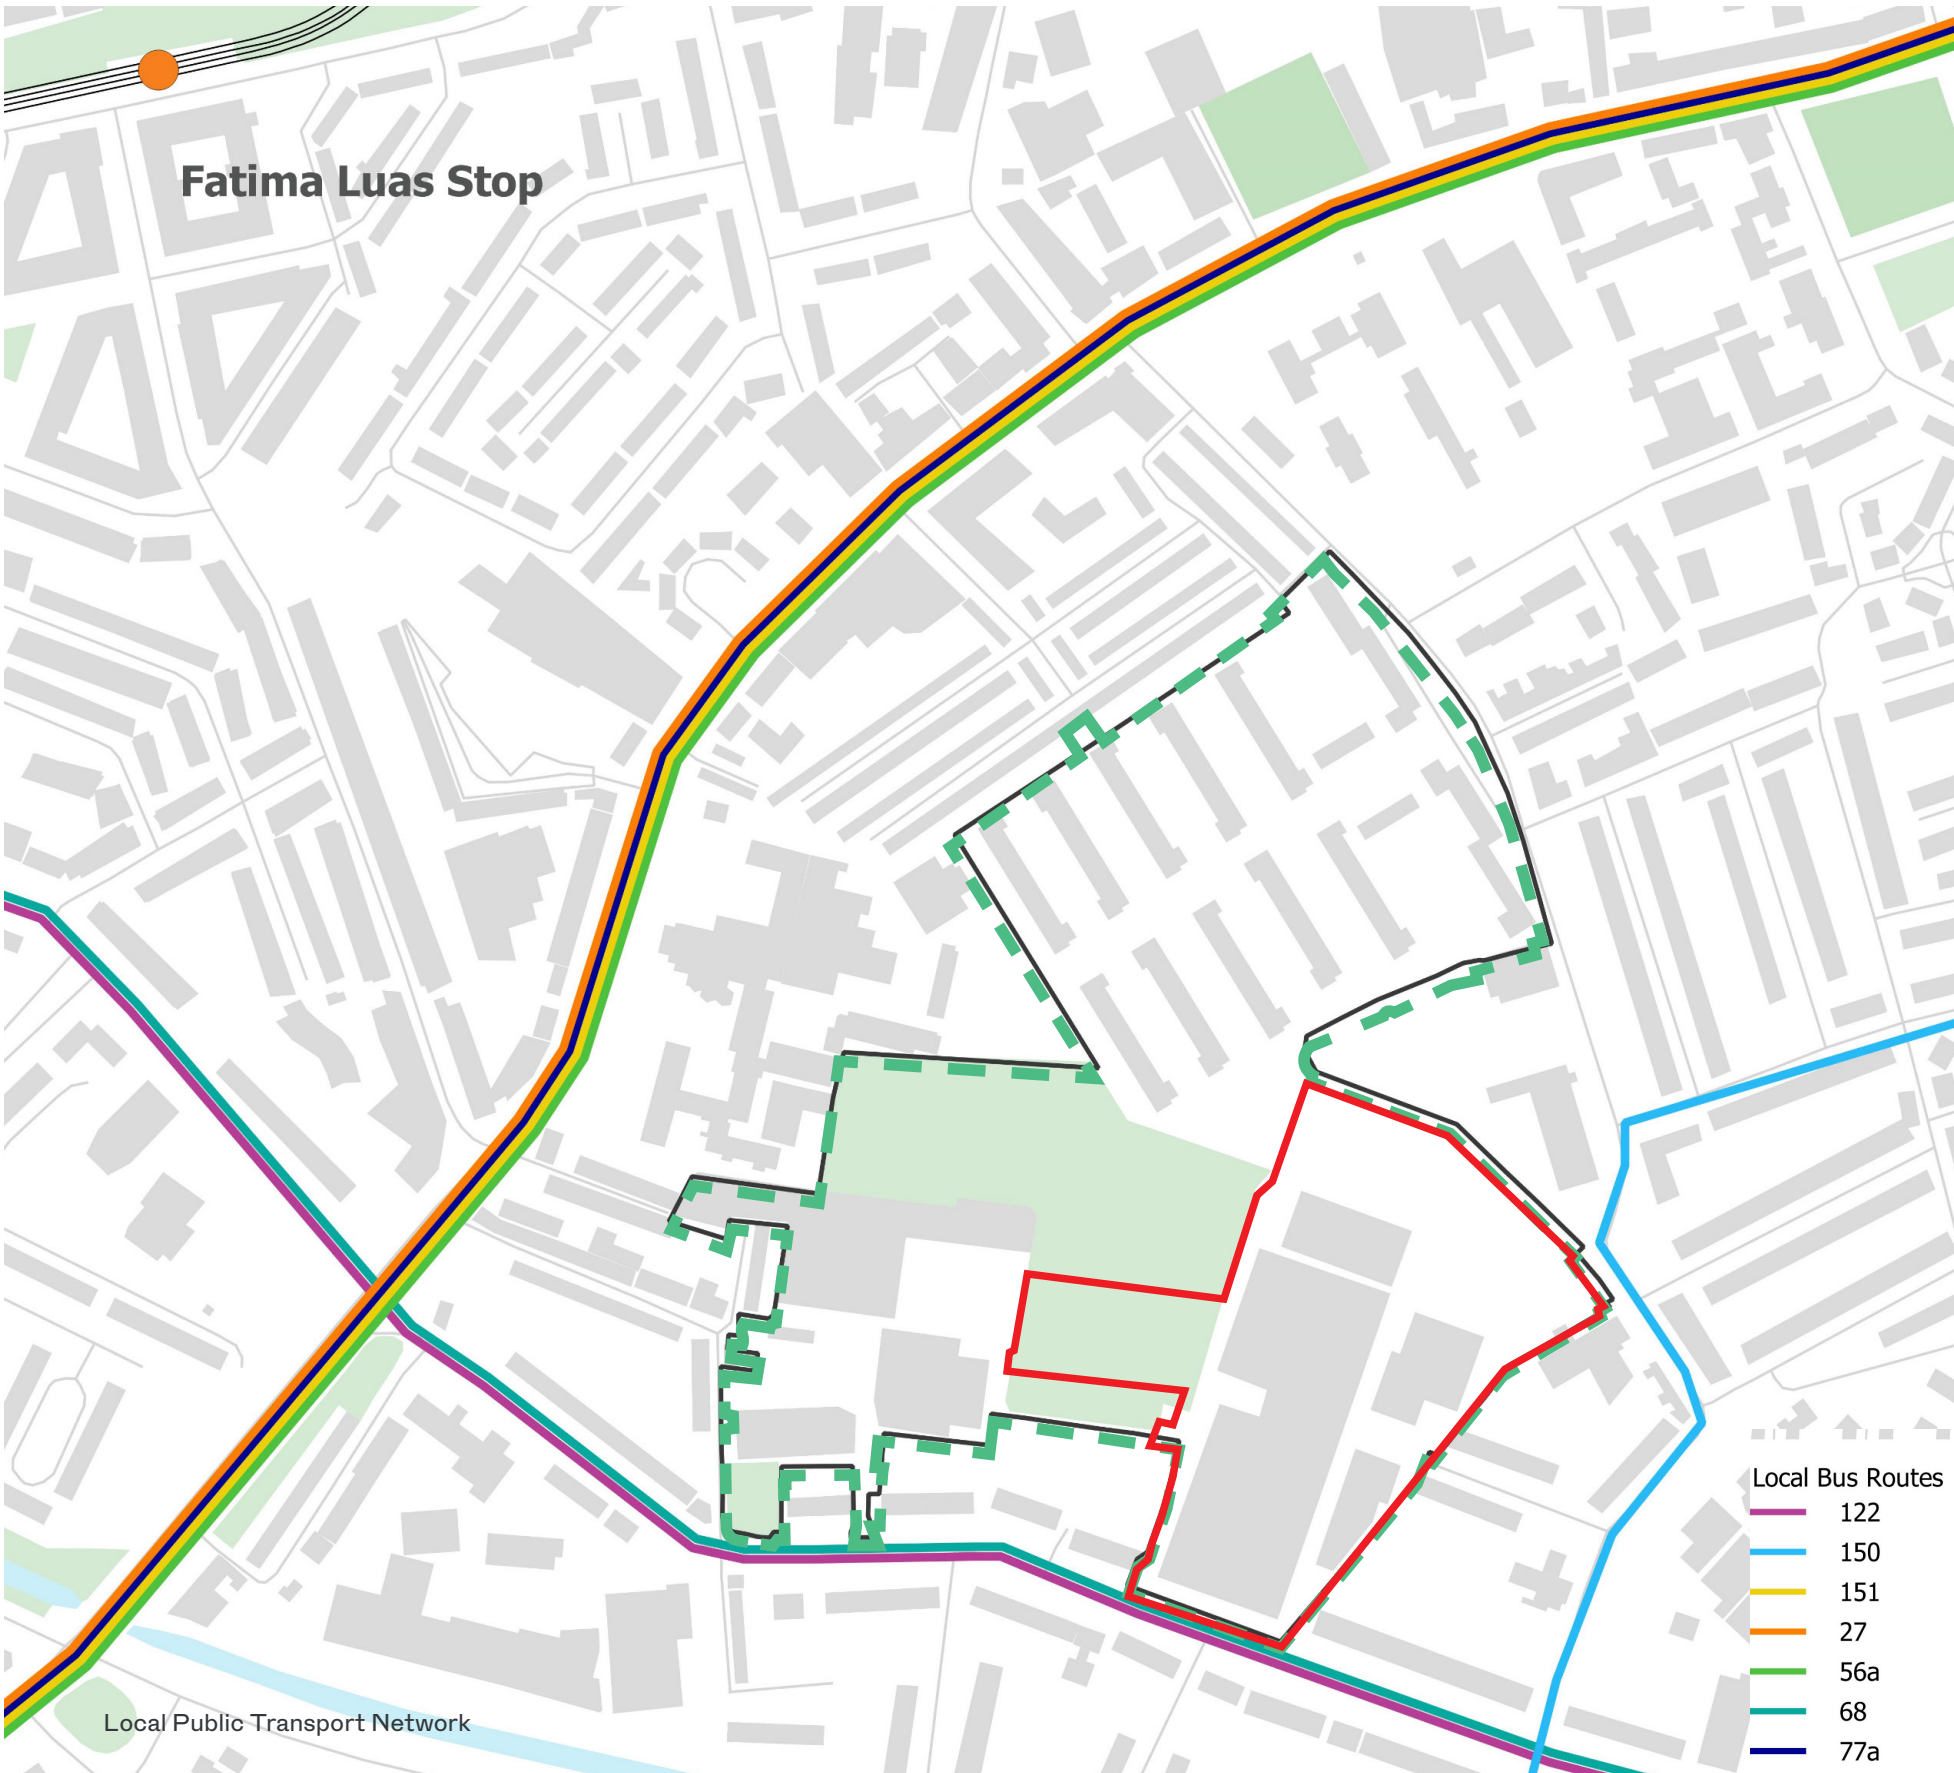 Fatima Luas Stop
Local Bus Routes
122
150
151
27
56a
68
77a
Local Public Transport Network